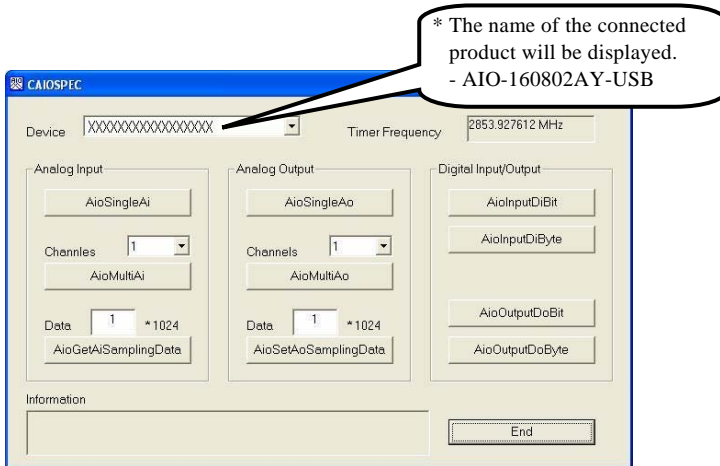 * The name of the connected
product will be displayed.
- AIO-160802AY-USB
CAIOSPEC
Device XXXXXXXXXXXXXXXXX Timer Frequency 2853.927612 MHz
Analog Input
AioSingleAi
Channles 1
AioMultiAi
Data 1 *1024
AioGetAiSamplingData
Analog Output
AioSingleAo
Channels 1
AioMultiAo
Data 1 *1024
AioSetAoSamplingData
Digital Input/Output
AioInputDiBit
AioInputDiByte
AioOutputDoBit
AioOutputDoByte
Information
End